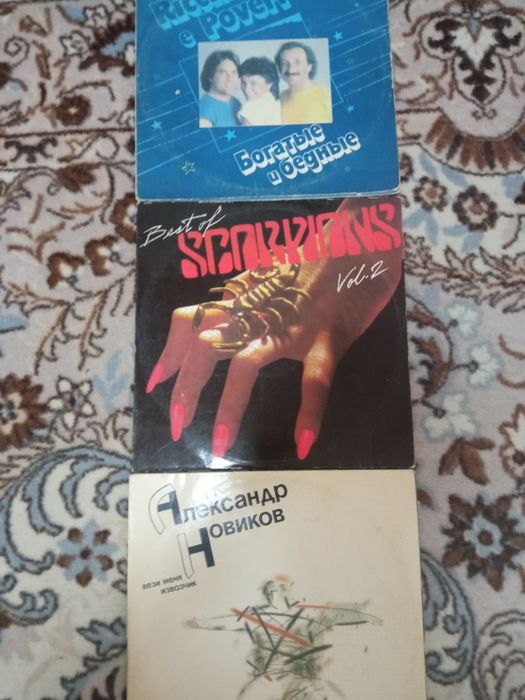 e Poveri
Богатые
и бедные
Best of
SCORPIONS
Vol. 2
Александр
Новиков
вези меня
извозчик